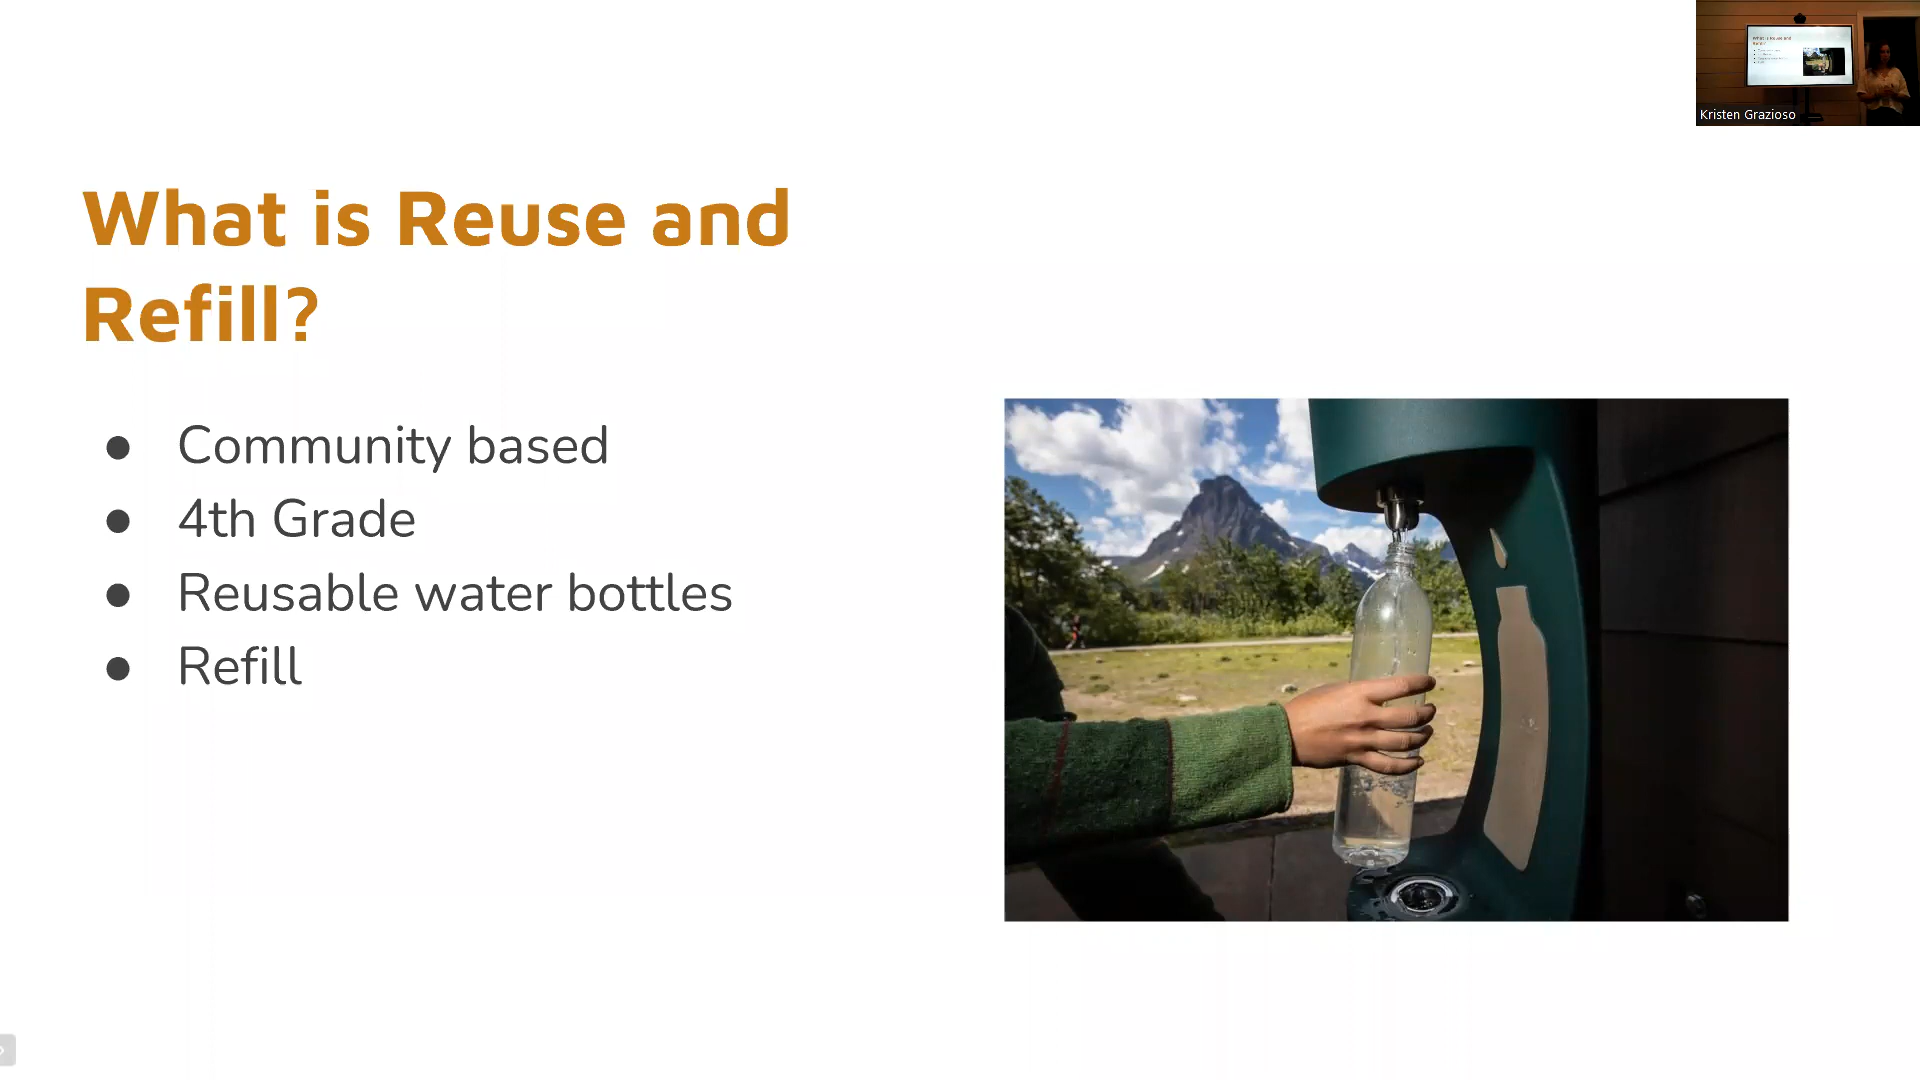 Kristen Grazioso
What is Reuse and
Refill?
● Community based
● 4th Grade
● Reusable water bottles
● Refill